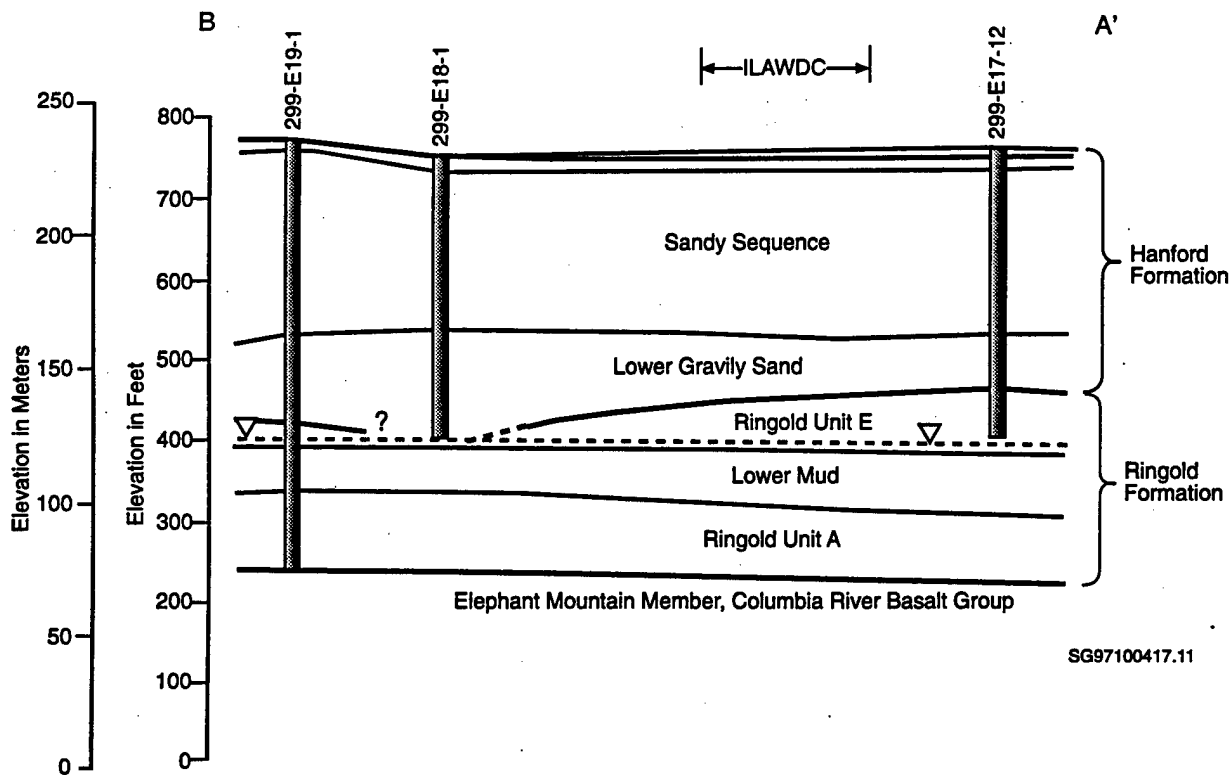 B
A'
299-E19-1
299-E18-1
ILAWDC
299-E17-12
250
200
150
100
50
0
Elevation in Meters
800
700
600
500
400
300
200
100
0
Elevation in Feet
Sandy Sequence
Lower Gravily Sand
?
Ringold Unit E
Lower Mud
Ringold Unit A
Elephant Mountain Member, Columbia River Basalt Group
Hanford
Formation
Ringold
Formation
SG97100417.11